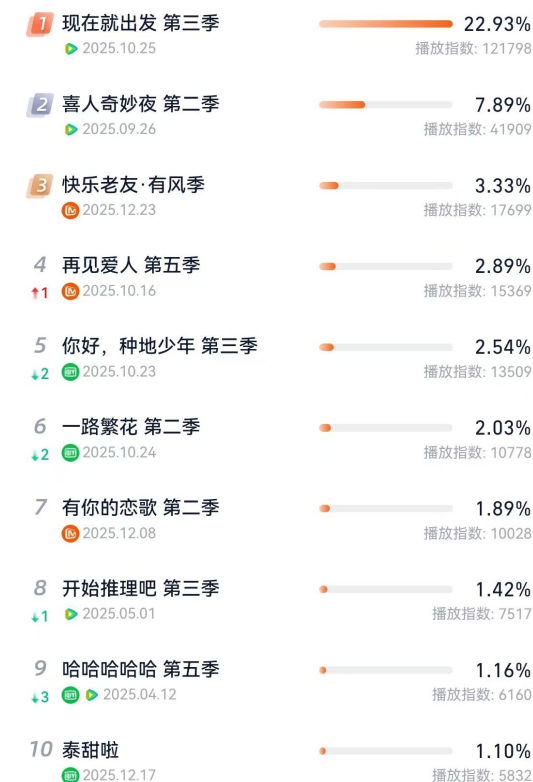 1 现在就出发 第三季 22.93%
2025.10.25 播放指数: 121798
2 喜人奇妙夜 第二季 7.89%
2025.09.26 播放指数: 41909
3 快乐老友·有风季 3.33%
2025.12.23 播放指数: 17699
4 再见爱人 第五季 2.89%
↑1 2025.10.16 播放指数: 15369
5 你好，种地少年 第三季 2.54%
↓2 2025.10.23 播放指数: 13509
6 一路繁花 第二季 2.03%
↓2 2025.10.24 播放指数: 10778
7 有你的恋歌 第二季 1.89%
2025.12.08 播放指数: 10028
8 开始推理吧 第三季 1.42%
↓1 2025.05.01 播放指数: 7517
9 哈哈哈哈哈 第五季 1.16%
↓3 2025.04.12 播放指数: 6160
10 泰甜啦 1.10%
2025.12.17 播放指数: 5832